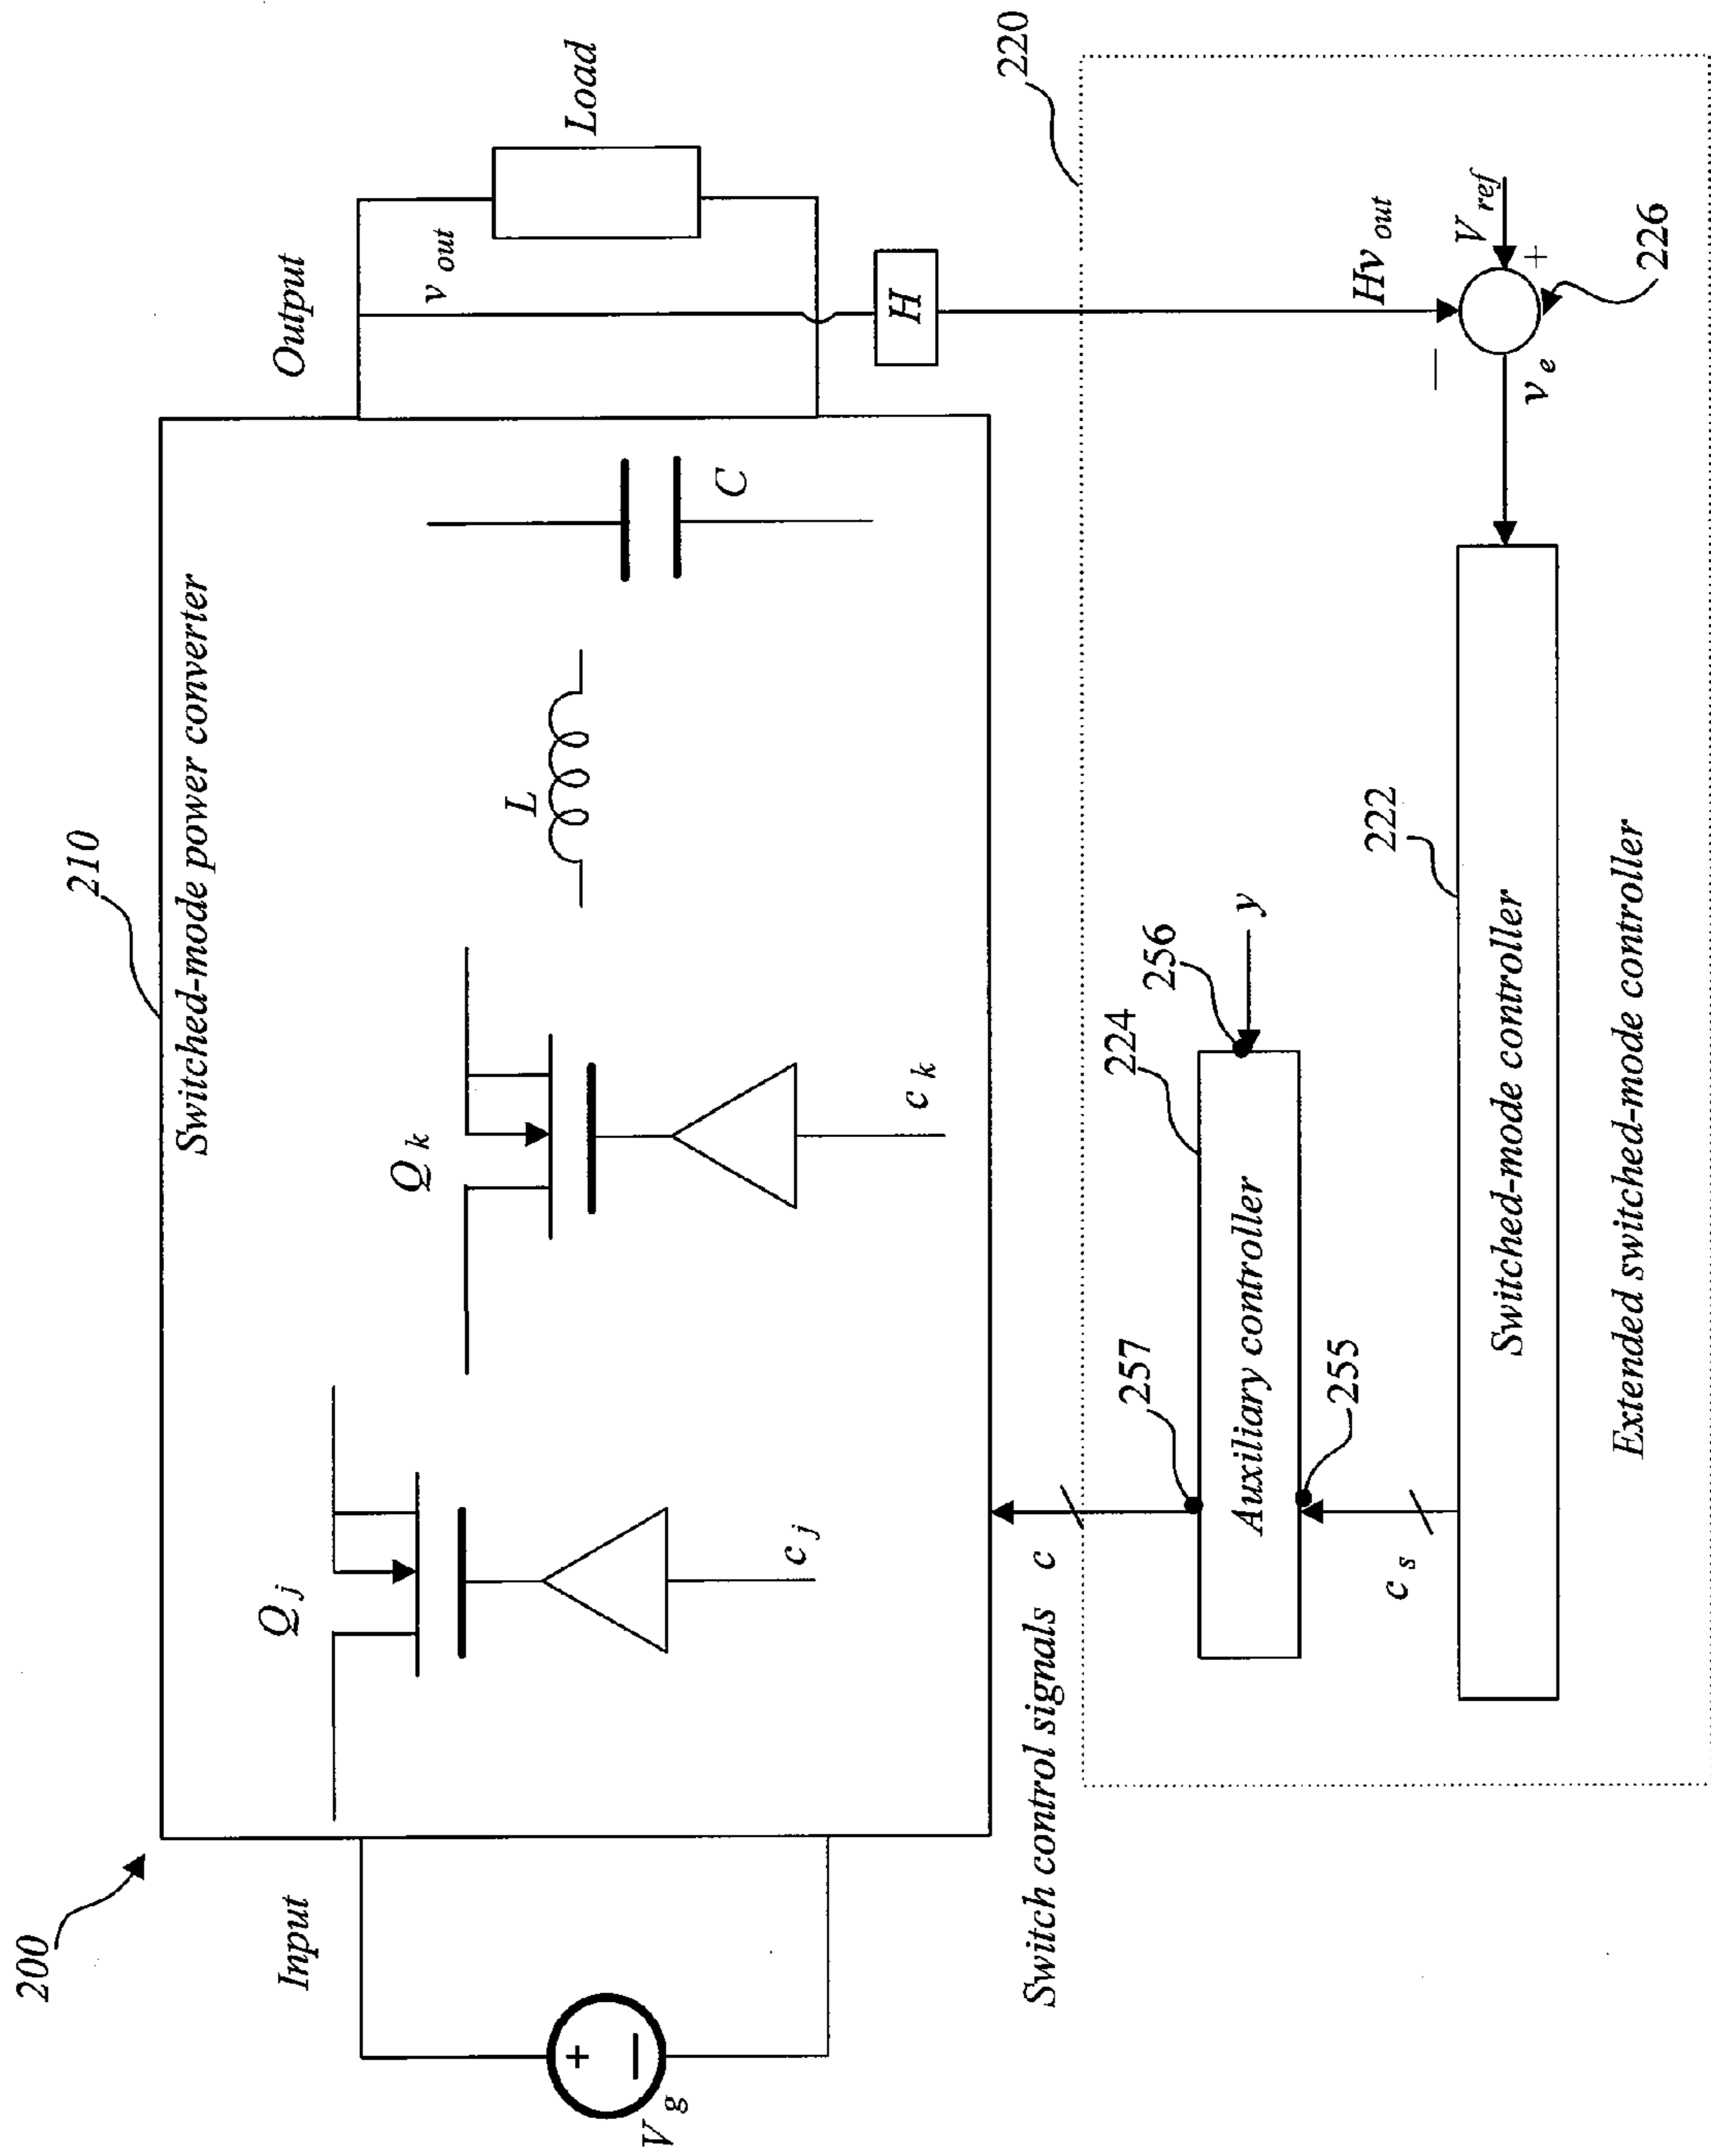 200
210
Switched-mode power converter
Input
Output
V g
+
−
Q j
c j
Q k
c k
L
C
v out
Load
H
Switch control signals c
220
257
224
256
y
Auxiliary controller
255
c s
222
Switched-mode controller
v e
Hv out
−
V ref
+
226
Extended switched-mode controller